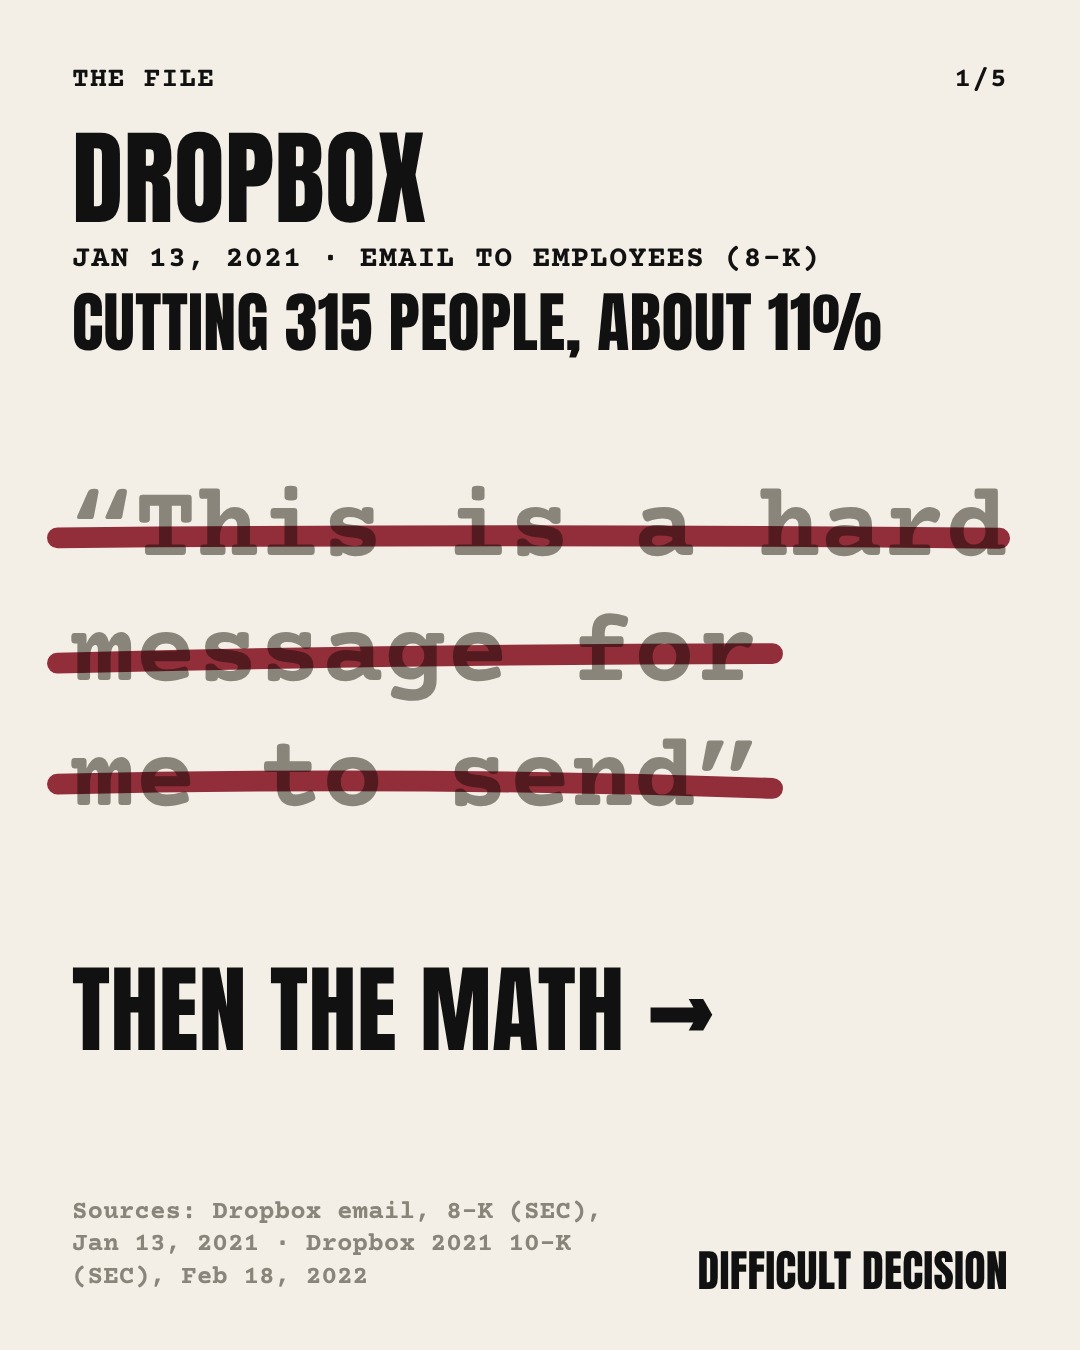 THE FILE
1/5
DROPBOX
JAN 13, 2021 · EMAIL TO EMPLOYEES (8-K)
CUTTING 315 PEOPLE, ABOUT 11%
“This is a hard
message for
me to send”
THEN THE MATH →
Sources: Dropbox email, 8-K (SEC),
Jan 13, 2021 · Dropbox 2021 10-K
(SEC), Feb 18, 2022
DIFFICULT DECISION